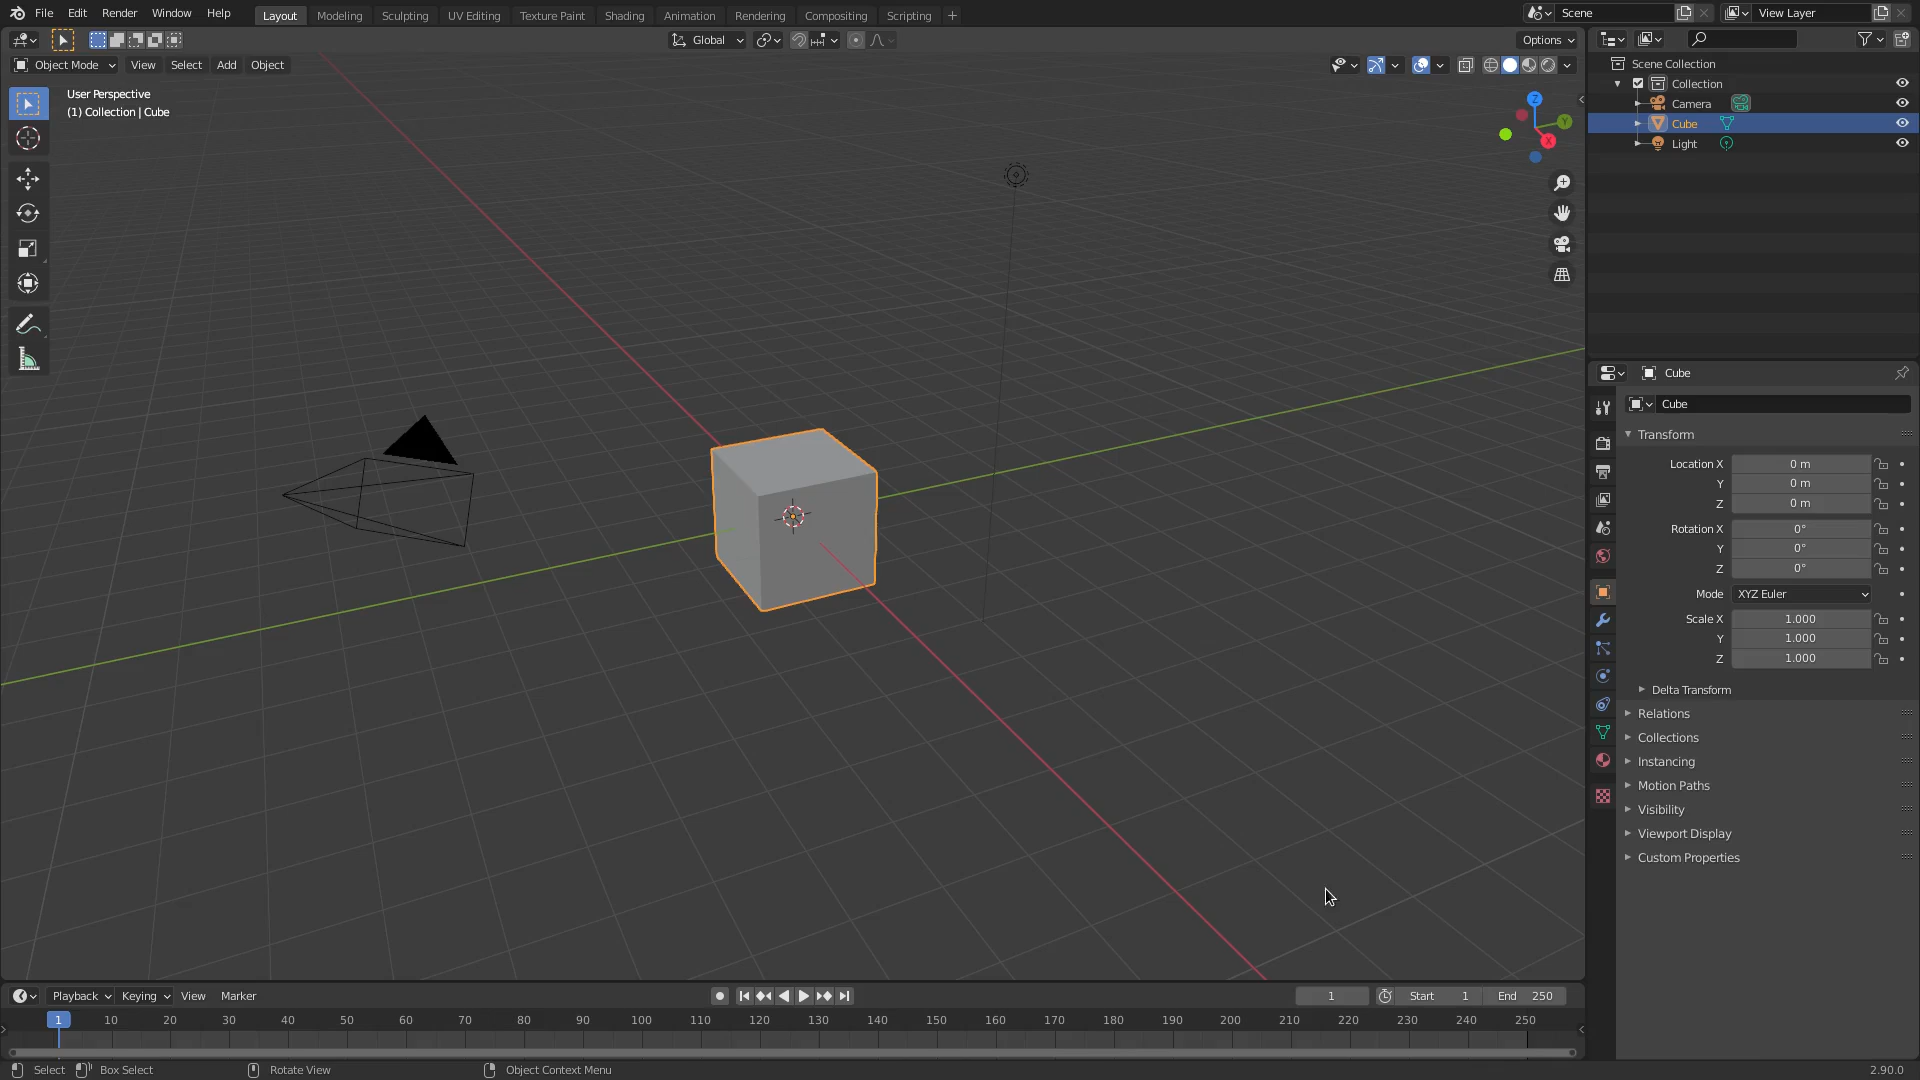 File Edit Render Window Help
Layout Modeling Sculpting UV Editing Texture Paint Shading Animation Rendering Compositing Scripting +
Scene
View Layer
Global
Options
Object Mode View Select Add Object
User Perspective
(1) Collection | Cube
Z
Y
X
Scene Collection
Collection
Camera
Cube
Light
Cube
Cube
Transform
Location X 0 m
Y 0 m
Z 0 m
Rotation X 0°
Y 0°
Z 0°
Mode XYZ Euler
Scale X 1.000
Y 1.000
Z 1.000
Delta Transform
Relations
Collections
Instancing
Motion Paths
Visibility
Viewport Display
Custom Properties
Playback Keying View Marker
1 Start 1 End 250
1 10 20 30 40 50 60 70 80 90 100 110 120 130 140 150 160 170 180 190 200 210 220 230 240 250
Select Box Select Rotate View Object Context Menu 2.90.0